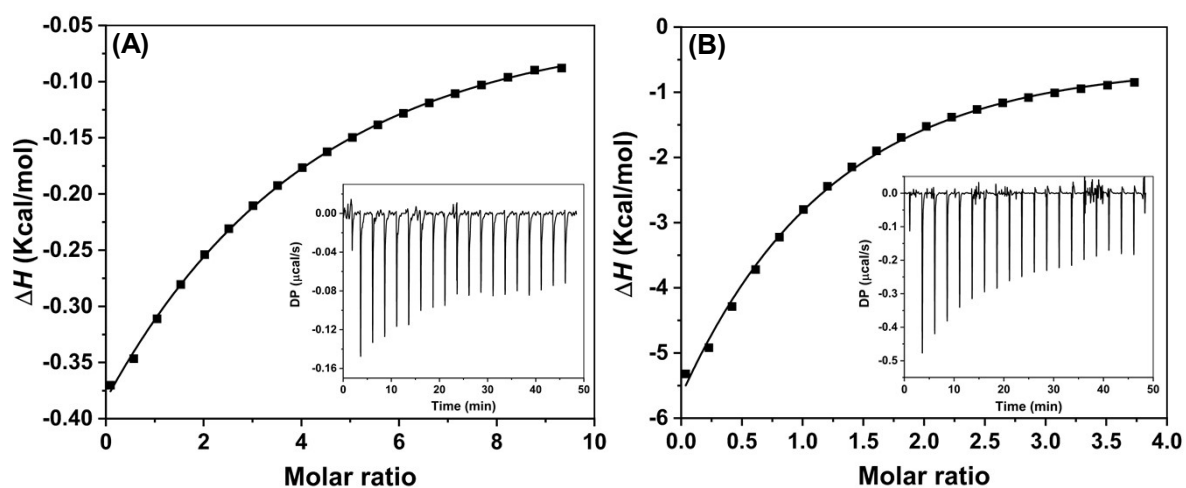 (A)
-0.05
-0.10
-0.15
-0.20
-0.25
-0.30
-0.35
-0.40
ΔH (Kcal/mol)
0 2 4 6 8 10
Molar ratio
0.00
-0.04
-0.08
-0.12
-0.16
DP (μcal/s)
0 10 20 30 40 50
Time (min)
(B)
0
-1
-2
-3
-4
-5
-6
ΔH (Kcal/mol)
0.0 0.5 1.0 1.5 2.0 2.5 3.0 3.5 4.0
Molar ratio
0.0
-0.1
-0.2
-0.3
-0.4
-0.5
DP (μcal/s)
0 10 20 30 40 50
Time (min)